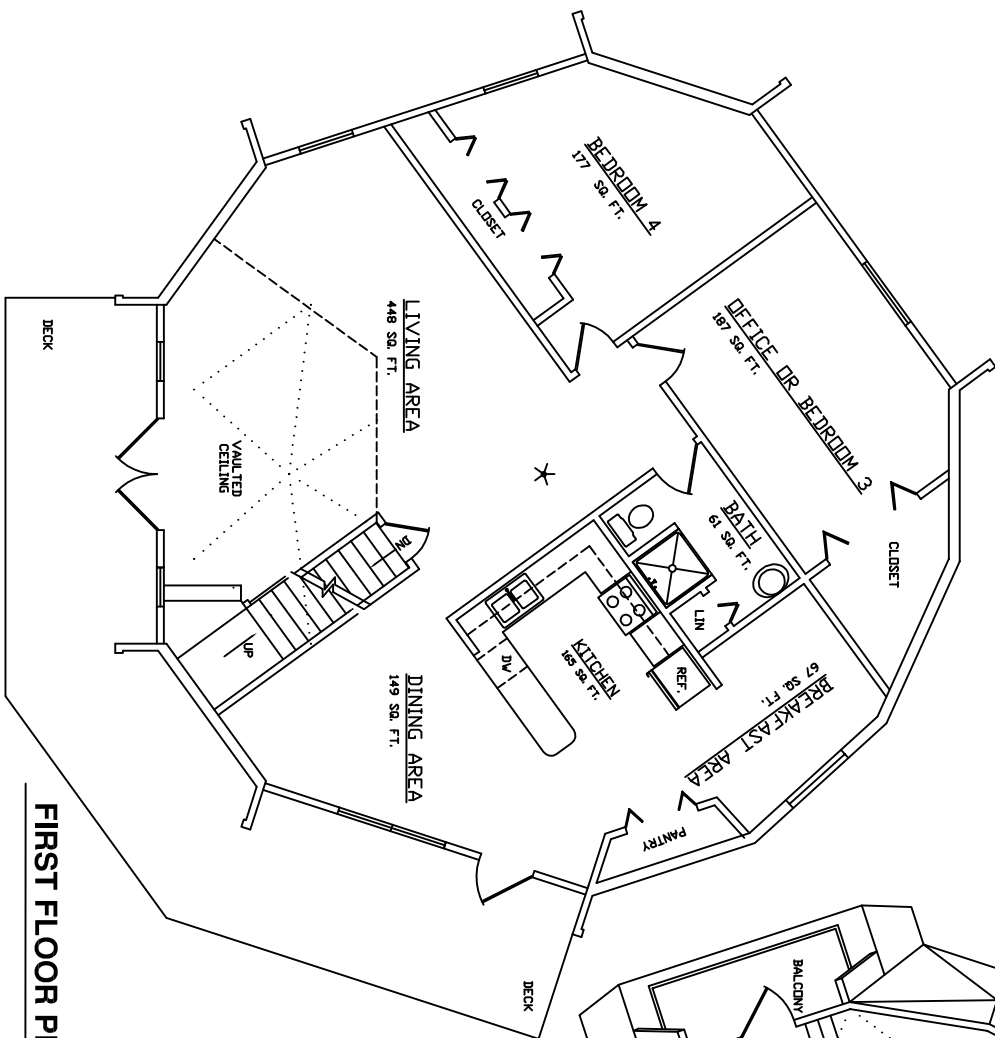 BEDROOM 4
177 SQ. FT.
CLOSET
OFFICE OR BEDROOM 3
187 SQ. FT.
CLOSET
LIVING AREA
448 SQ. FT.
BATH
61 SQ. FT.
LIN
VAULTED
CEILING
DECK
DN
UP
KITCHEN
165 SQ. FT.
REF.
DW
BREAKFAST AREA
67 SQ. FT.
PANTRY
DINING AREA
149 SQ. FT.
DECK
BALCONY
FIRST FLOOR